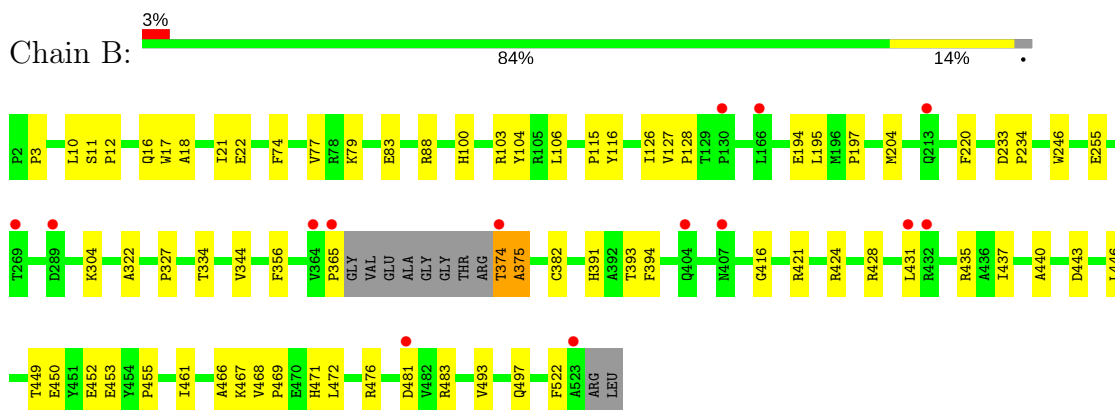 3%
Chain B:
84% 14% •
P2 P3 L10 S11 P12 Q16 W17 A18 I21 E22 F74 V77 R78 K79 E83 R88 H100 R103 Y104 R105 L106 P115 Y116 I126 V127 P128 T129 P130 L166 E194 L195 M196 P197 M204 Q213 F220 D233 P234 W246 E255
T269 D289 K304 A322 P327 T334 V344 F356 V364 P365 GLY VAL GLU ALA GLY GLY THR ARG T374 A375 C382 H391 A392 T393 F394 Q404 N407 G416 R421 R424 R428 L431 R432 R435 A436 I437 A440 D443 L446
T449 E450 Y451 E452 E453 Y454 P455 I461 A466 K467 V468 P469 E470 H471 L472 R476 D481 V482 R483 V493 Q497 F522 A523 ARG LEU